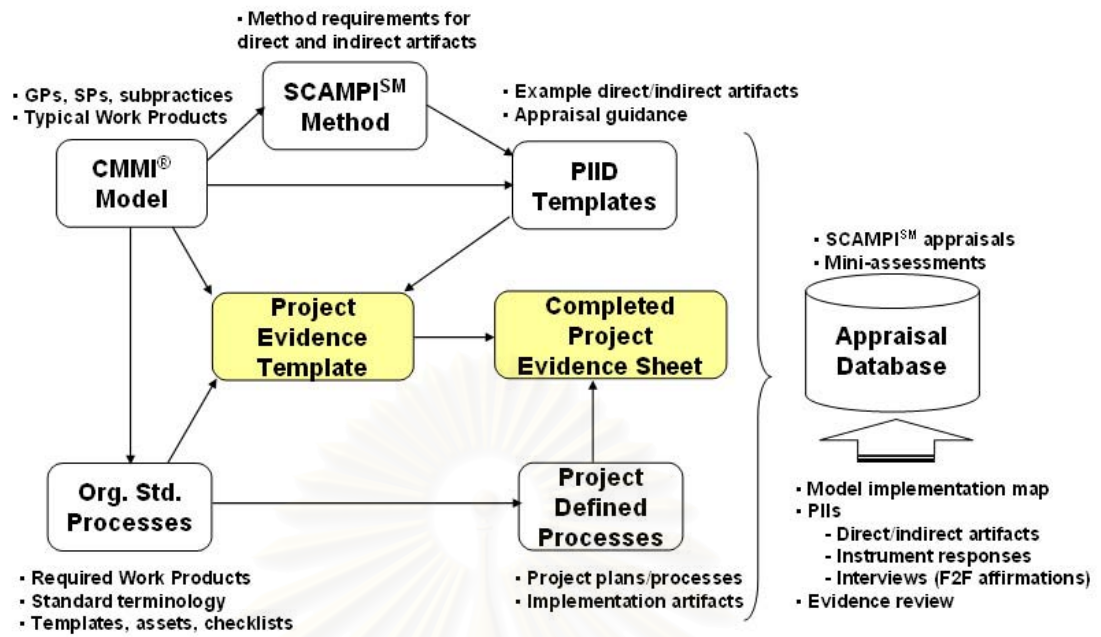 ▪ Method requirements for
direct and indirect artifacts
▪ GPs, SPs, subpractices
▪ Typical Work Products
SCAMPI℠
Method
▪ Example direct/indirect artifacts
▪ Appraisal guidance
CMMI®
Model
PIID
Templates
▪ SCAMPI℠ appraisals
▪ Mini-assessments
Project
Evidence
Template
Completed
Project
Evidence Sheet
Appraisal
Database
Org. Std.
Processes
Project
Defined
Processes
▪ Required Work Products
▪ Standard terminology
▪ Templates, assets, checklists
▪ Project plans/processes
▪ Implementation artifacts
▪ Model implementation map
▪ PIIs
- Direct/indirect artifacts
- Instrument responses
- Interviews (F2F affirmations)
▪ Evidence review